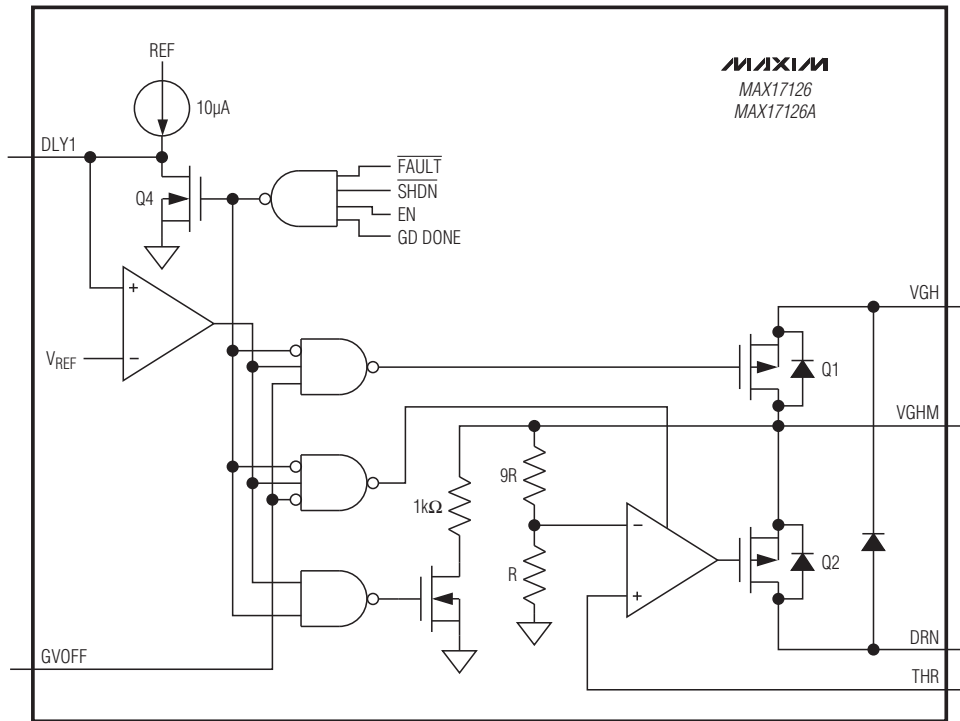 REF
MAXIM
MAX17126
MAX17126A
10µA
DLY1
FAULT
SHDN
EN
GD DONE
Q4
VREF
VGH
Q1
VGHM
9R
1kΩ
R
Q2
GVOFF
DRN
THR